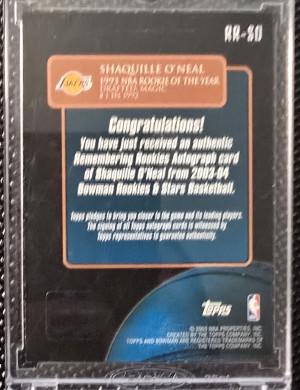 RR-SO
LAKERS
SHAQUILLE O'NEAL
1993 NBA ROOKIE OF THE YEAR
DRAFTED: MAGIC
# 1 IN 1992
Congratulations!
You have just received an authentic
Remembering Rookies Autograph card
of Shaquille O'Neal from 2003-04
Bowman Rookies & Stars Basketball.
Topps pledges to bring you closer to the game and its leading players.
The signing of all Topps autograph cards is witnessed by
Topps representatives to guarantee authenticity.
TOPPS
NBA
© 2003 NBA PROPERTIES, INC.
CREATED BY THE TOPPS COMPANY, INC.
TOPPS AND BOWMAN ARE REGISTERED TRADEMARKS OF
THE TOPPS COMPANY, INC.